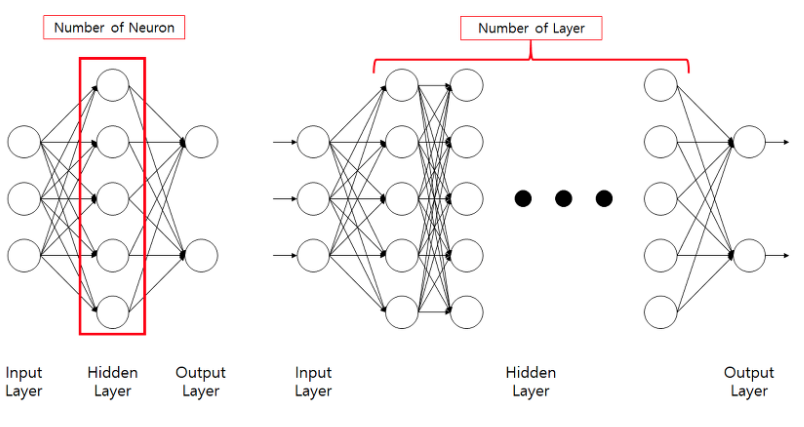 Number of Neuron
Number of Layer
Input
Layer
Hidden
Layer
Output
Layer
Input
Layer
Hidden
Layer
Output
Layer